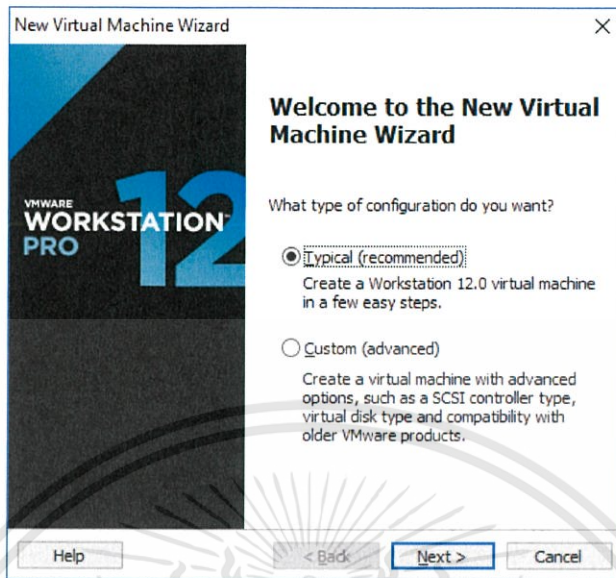 New Virtual Machine Wizard
VMWARE
WORKSTATION™
PRO
12
Welcome to the New Virtual
Machine Wizard
What type of configuration do you want?
Typical (recommended)
Create a Workstation 12.0 virtual machine
in a few easy steps.
Custom (advanced)
Create a virtual machine with advanced
options, such as a SCSI controller type,
virtual disk type and compatibility with
older VMware products.
Help < Back Next > Cancel